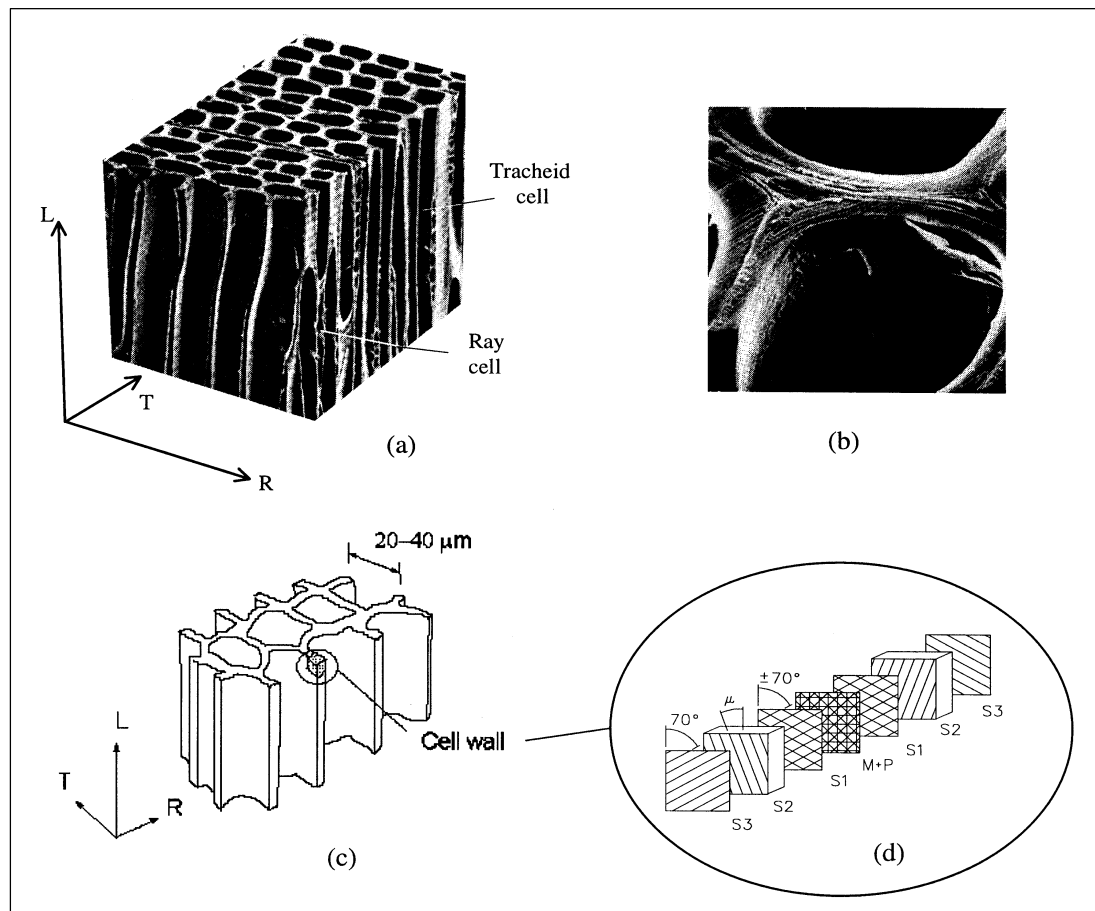 L
Tracheid
cell
Ray
cell
T
R
(a)
(b)
20–40 μm
L
T
R
Cell wall
(c)
70°
μ
±70°
S3
S2
S1
M+P
S1
S2
S3
(d)